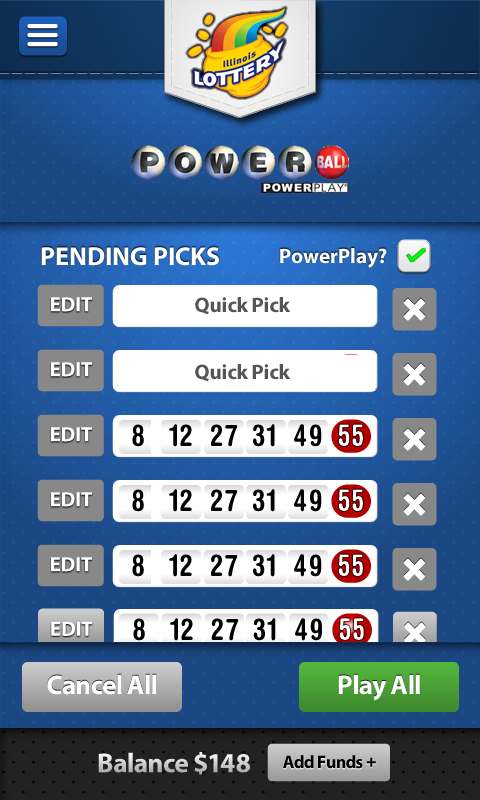 Illinois
LOTTERY
POWERBALL
POWERPLAY
PENDING PICKS PowerPlay?
EDIT Quick Pick
EDIT Quick Pick
EDIT 8 12 27 31 49 55
EDIT 8 12 27 31 49 55
EDIT 8 12 27 31 49 55
EDIT 8 12 27 31 49 55
Cancel All Play All
Balance $148 Add Funds +